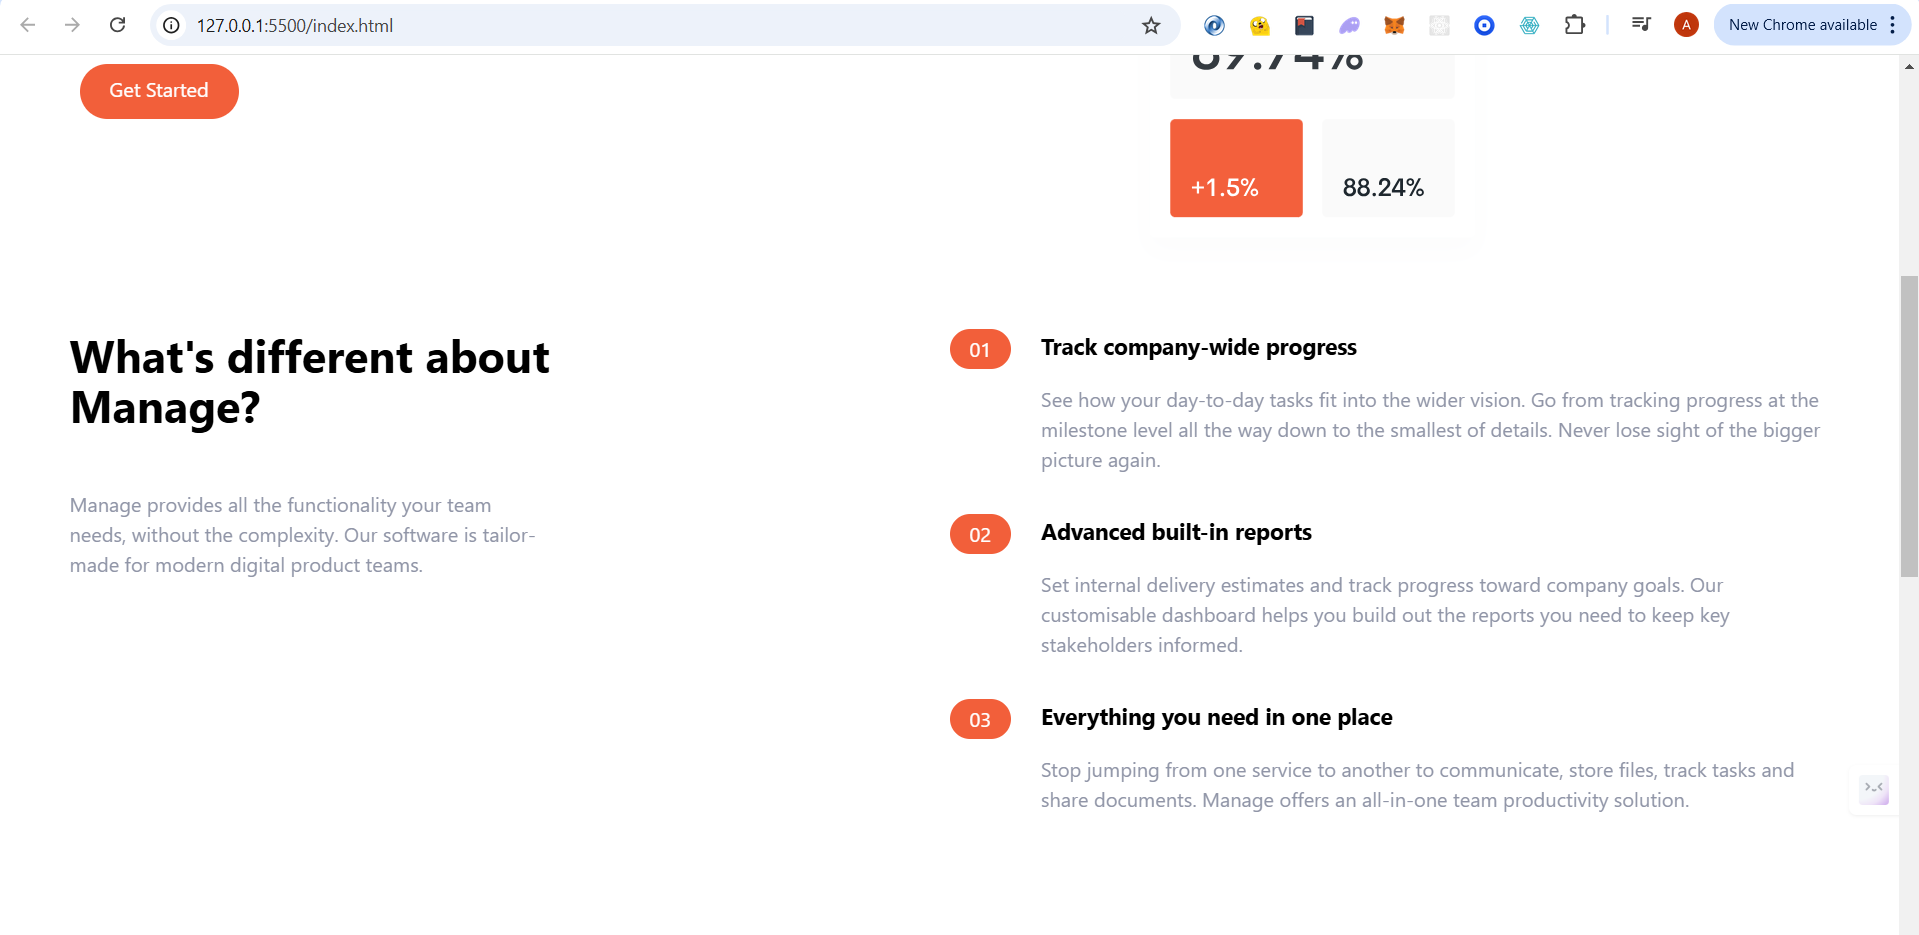 127.0.0.1:5500/index.html
A
New Chrome available
Get Started
89.74%
+1.5%
88.24%
What's different about
Manage?
Manage provides all the functionality your team
needs, without the complexity. Our software is tailor-
made for modern digital product teams.
01
Track company-wide progress
See how your day-to-day tasks fit into the wider vision. Go from tracking progress at the
milestone level all the way down to the smallest of details. Never lose sight of the bigger
picture again.
02
Advanced built-in reports
Set internal delivery estimates and track progress toward company goals. Our
customisable dashboard helps you build out the reports you need to keep key
stakeholders informed.
03
Everything you need in one place
Stop jumping from one service to another to communicate, store files, track tasks and
share documents. Manage offers an all-in-one team productivity solution.